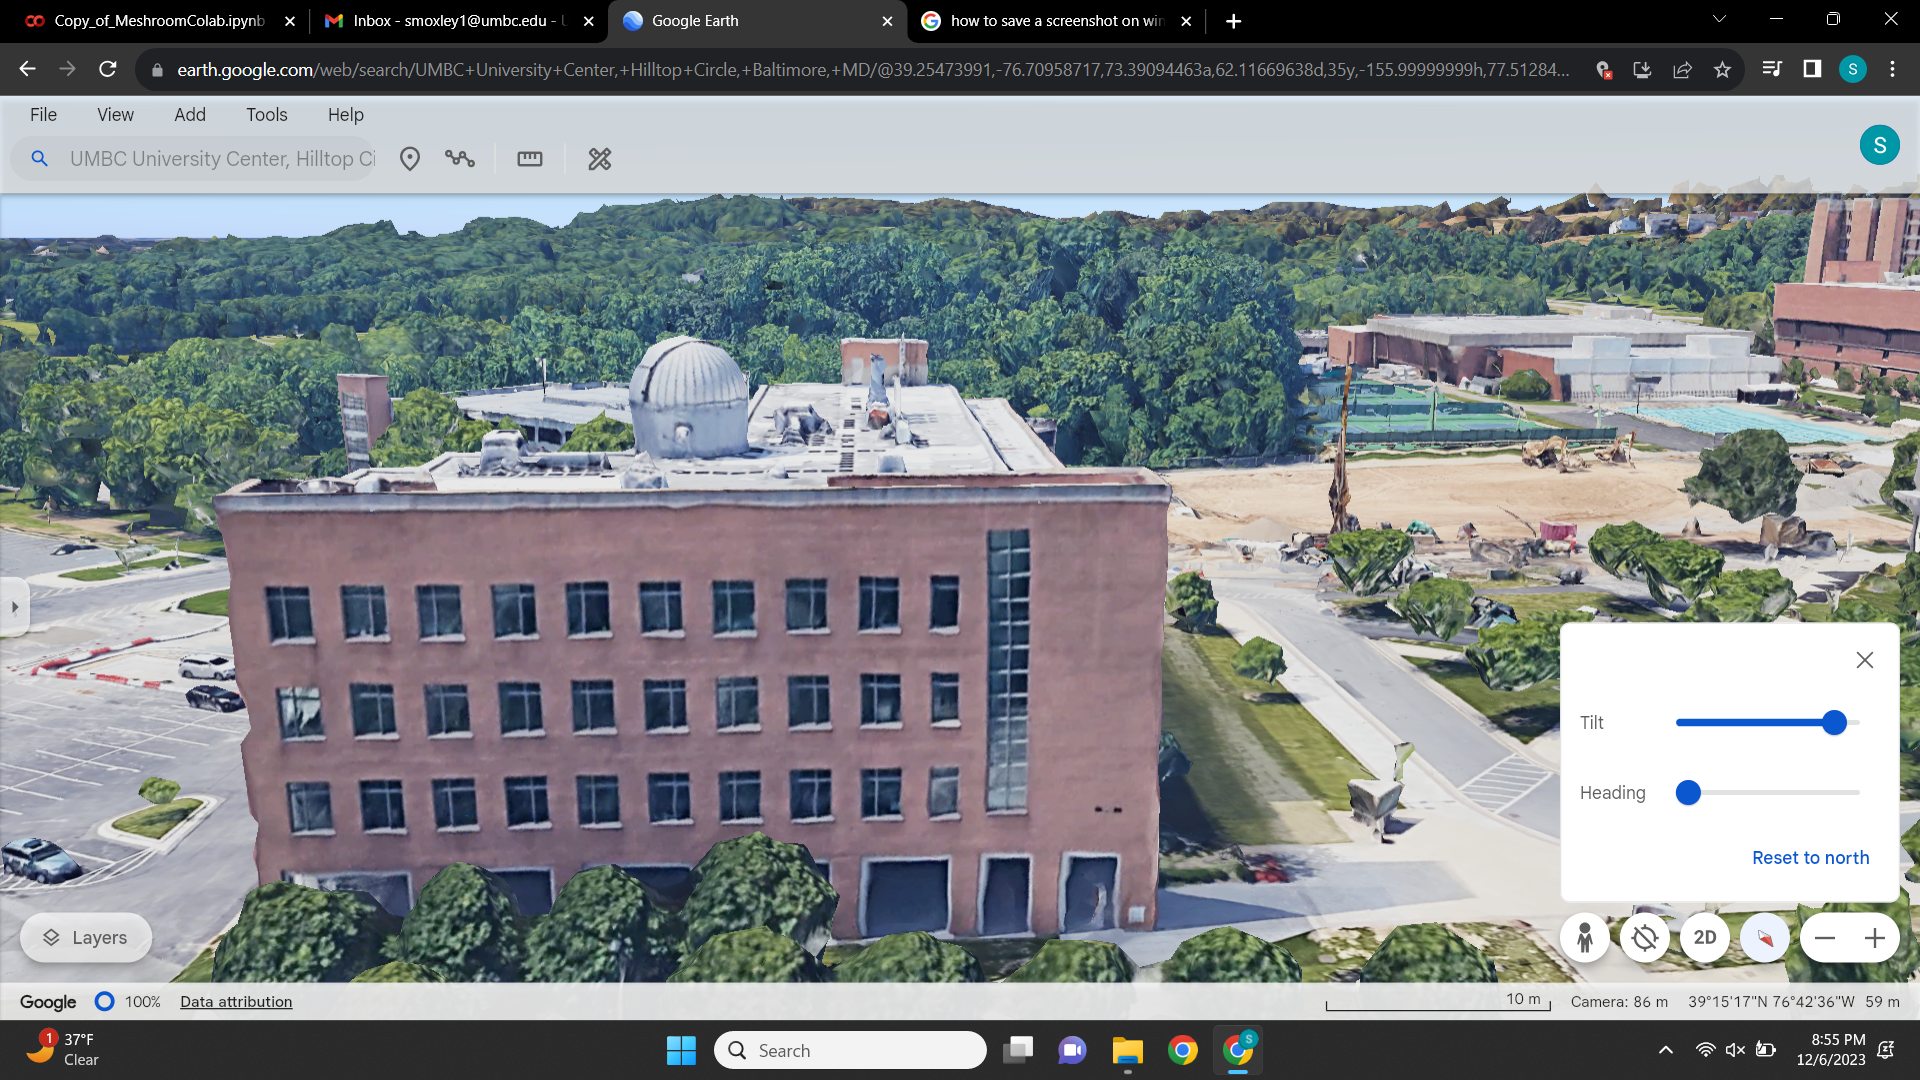 Copy_of_MeshroomColab.ipynb
Inbox - smoxley1@umbc.edu -
Google Earth
how to save a screenshot on win
earth.google.com/web/search/UMBC+University+Center,+Hilltop+Circle,+Baltimore,+MD/@39.25473991,-76.70958717,73.39094463a,62.11669638d,35y,-155.99999999h,77.51284...
S
File View Add Tools Help
UMBC University Center, Hilltop Ci
S
Tilt
Heading
Reset to north
Layers
2D
Google 100% Data attribution
10 m
Camera: 86 m 39°15'17"N 76°42'36"W 59 m
1
37°F
Clear
Search
S
8:55 PM
12/6/2023